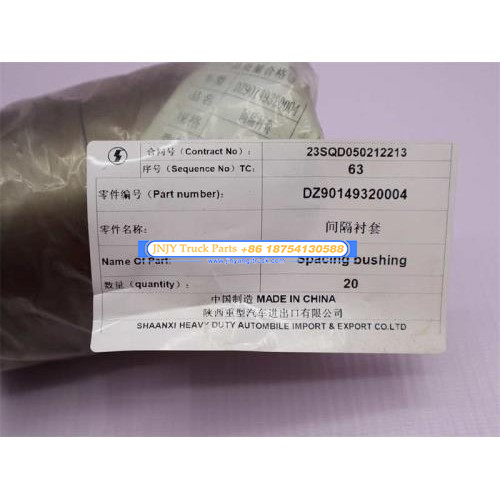 合同号（Contract No）: 23SQD050212213
序号（Sequence No）TC: 63
零件编号（Part number）: DZ90149320004
零件名称: 间隔衬套
JNJY Truck Parts +86 18754130588
Name Of Part: Spacing bushing
数量（quantity）: 20
中国制造 MADE IN CHINA
陕西重型汽车进出口有限公司
SHAANXI HEAVY DUTY AUTOMBILE IMPORT & EXPORT CO.LTD
DZ90149320004